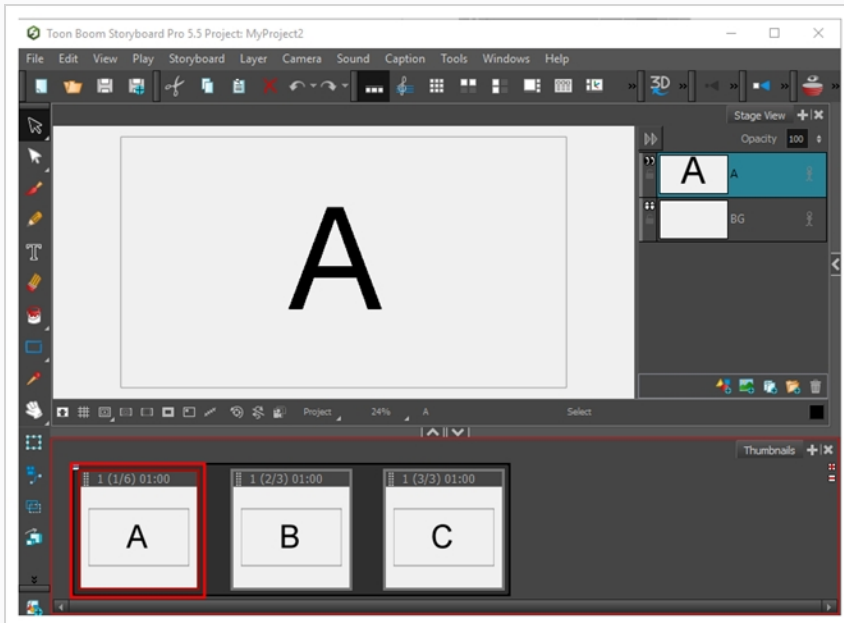 Toon Boom Storyboard Pro 5.5 Project: MyProject2
File Edit View Play Storyboard Layer Camera Sound Caption Tools Windows Help
3D
Stage View
Opacity 100
A
A A
BG
T
Project 24% A Select
Thumbnails
1 (1/6) 01:00 1 (2/3) 01:00 1 (3/3) 01:00
A B C